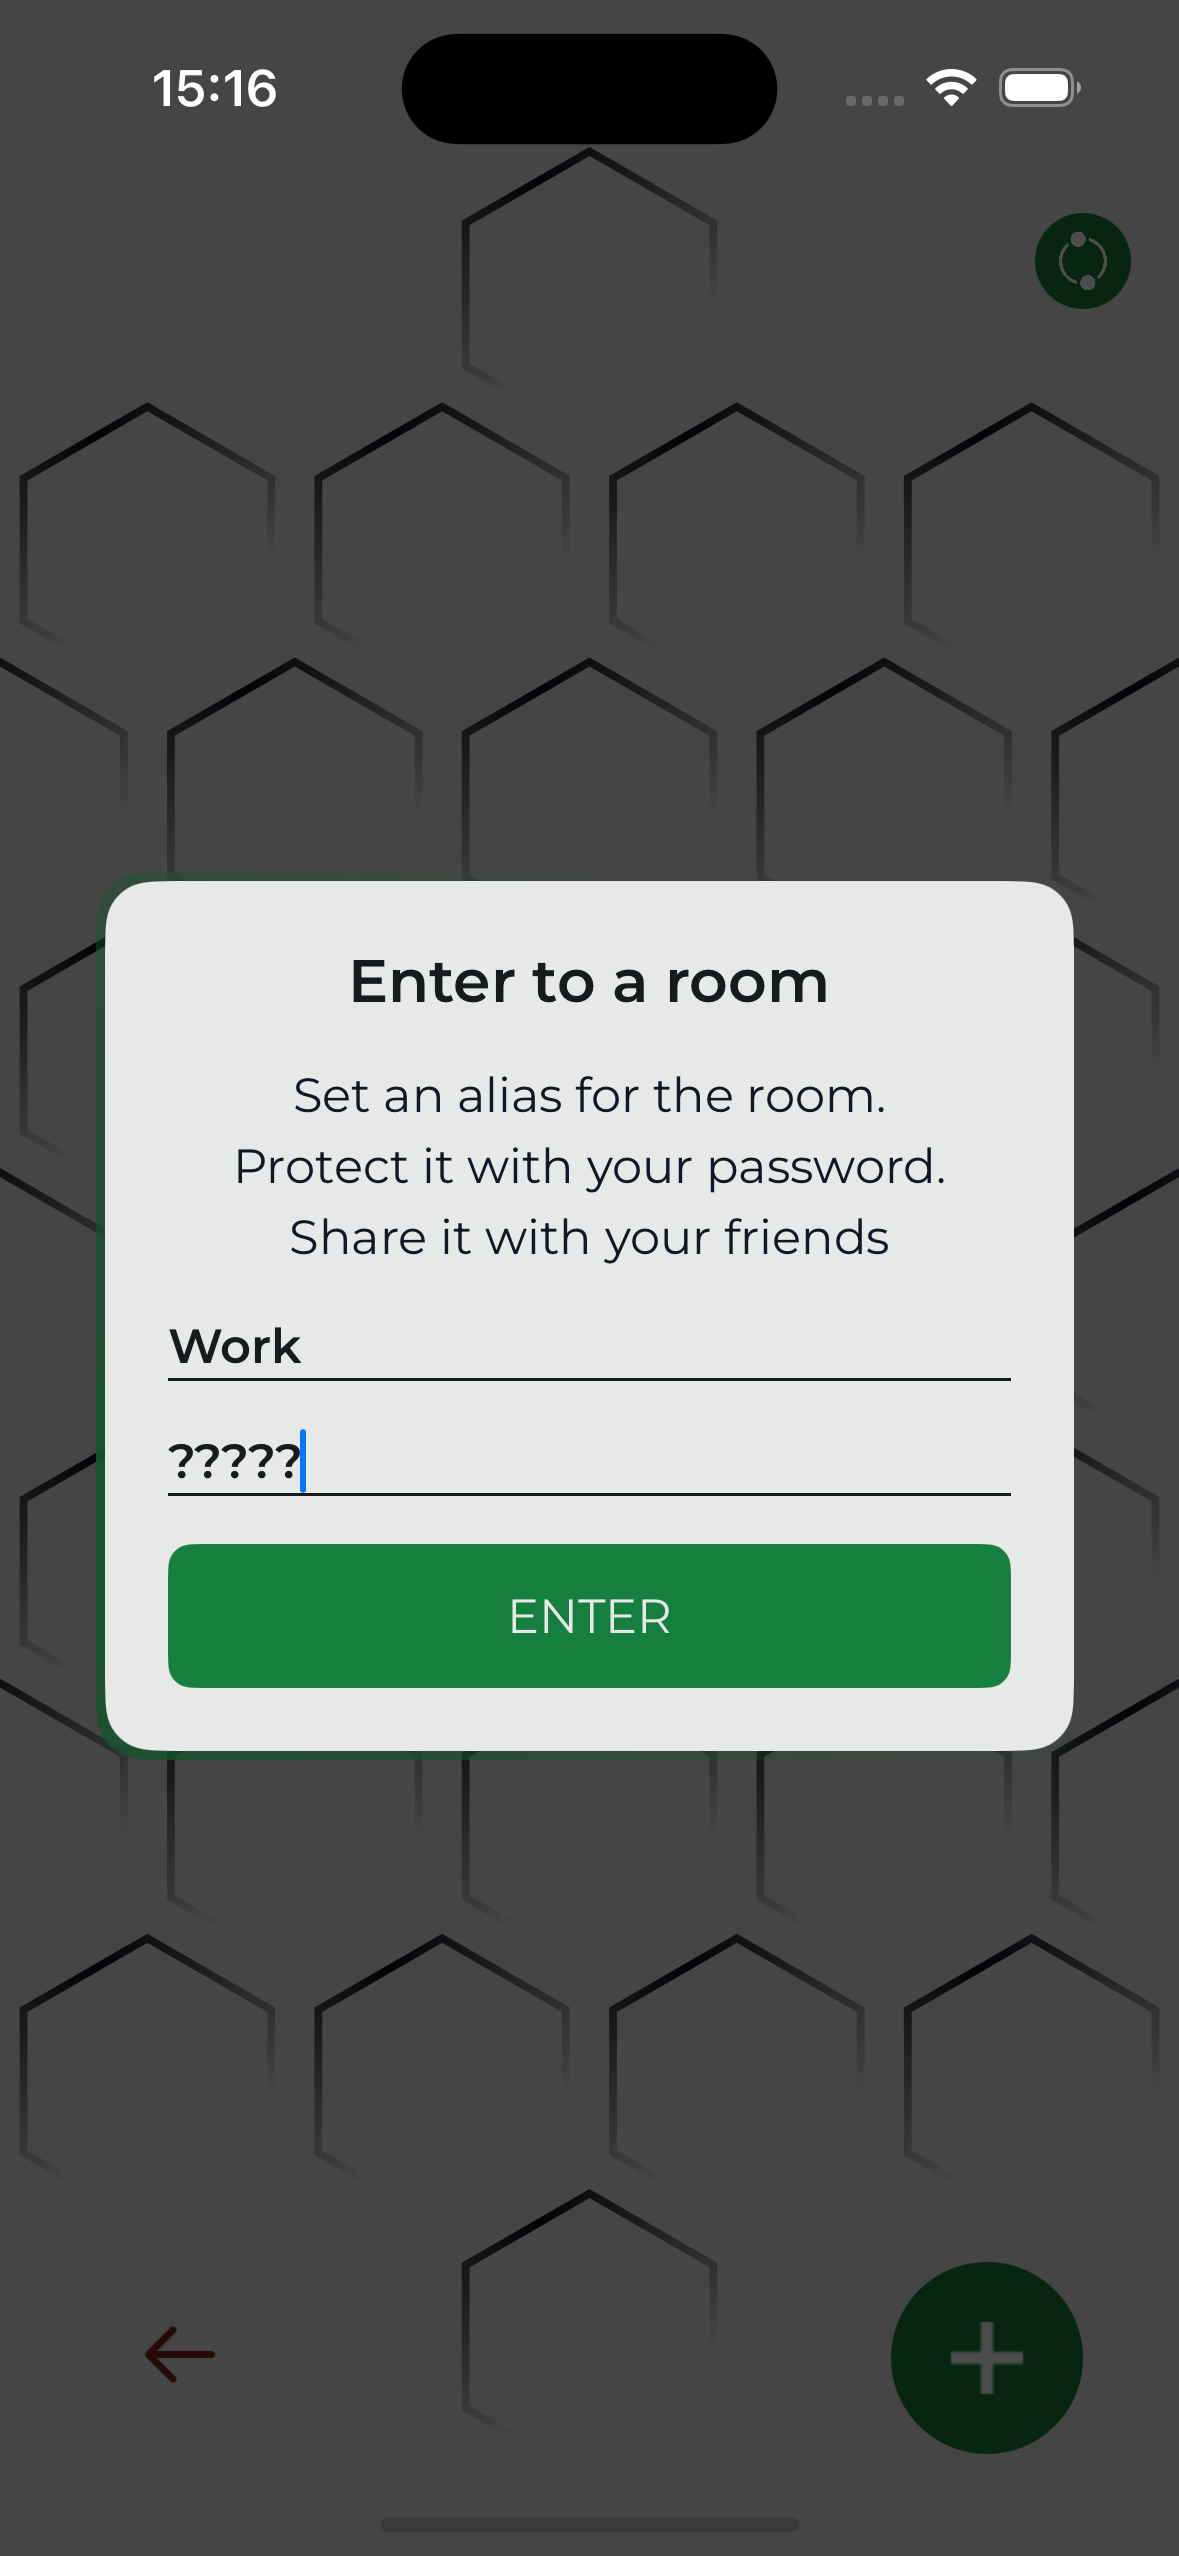 15:16
Enter to a room
Set an alias for the room.
Protect it with your password.
Share it with your friends
Work
?????
ENTER